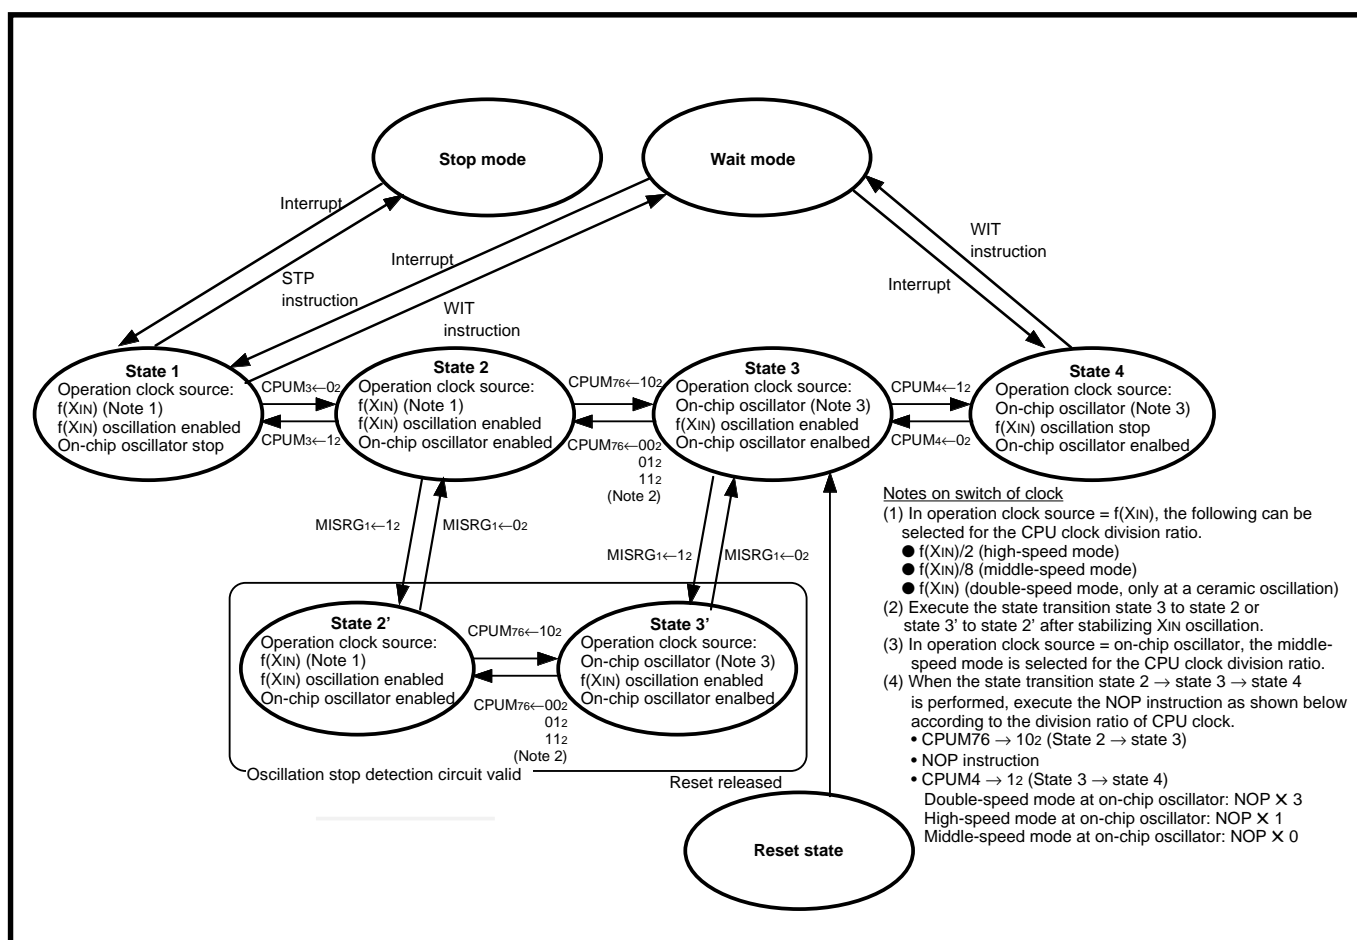 Stop mode
Wait mode
Interrupt
STP
instruction
Interrupt
WIT
instruction
WIT
instruction
Interrupt
State 1
Operation clock source:
f(XIN) (Note 1)
f(XIN) oscillation enabled
On-chip oscillator stop
CPUM3←02
CPUM3←12
State 2
Operation clock source:
f(XIN) (Note 1)
f(XIN) oscillation enabled
On-chip oscillator enabled
CPUM76←102
CPUM76←002
012
112
(Note 2)
State 3
Operation clock source:
On-chip oscillator (Note 3)
f(XIN) oscillation enabled
On-chip oscillator enalbed
CPUM4←12
CPUM4←02
State 4
Operation clock source:
On-chip oscillator (Note 3)
f(XIN) oscillation stop
On-chip oscillator enalbed
MISRG1←12
MISRG1←02
MISRG1←12
MISRG1←02
State 2’
Operation clock source:
f(XIN) (Note 1)
f(XIN) oscillation enabled
On-chip oscillator enabled
CPUM76←102
CPUM76←002
012
112
(Note 2)
State 3’
Operation clock source:
On-chip oscillator (Note 3)
f(XIN) oscillation enabled
On-chip oscillator enalbed
Oscillation stop detection circuit valid
Reset released
Reset state
Notes on switch of clock
(1) In operation clock source = f(XIN), the following can be
selected for the CPU clock division ratio.
● f(XIN)/2 (high-speed mode)
● f(XIN)/8 (middle-speed mode)
● f(XIN) (double-speed mode, only at a ceramic oscillation)
(2) Execute the state transition state 3 to state 2 or
state 3’ to state 2’ after stabilizing XIN oscillation.
(3) In operation clock source = on-chip oscillator, the middle-
speed mode is selected for the CPU clock division ratio.
(4) When the state transition state 2 → state 3 → state 4
is performed, execute the NOP instruction as shown below
according to the division ratio of CPU clock.
• CPUM76 → 102 (State 2 → state 3)
• NOP instruction
• CPUM4 → 12 (State 3 → state 4)
Double-speed mode at on-chip oscillator: NOP ✕ 3
High-speed mode at on-chip oscillator: NOP ✕ 1
Middle-speed mode at on-chip oscillator: NOP ✕ 0